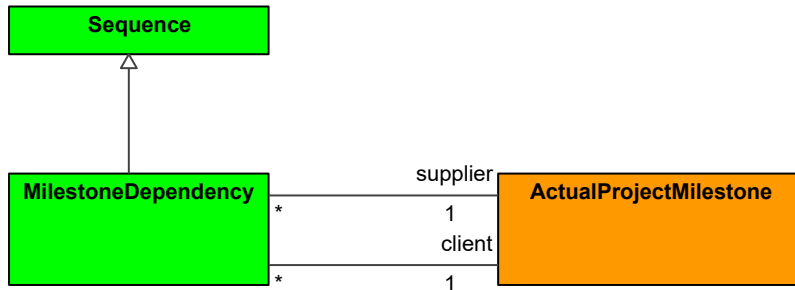 Sequence
supplier
MilestoneDependency
ActualProjectMilestone
*
1
client
*
1